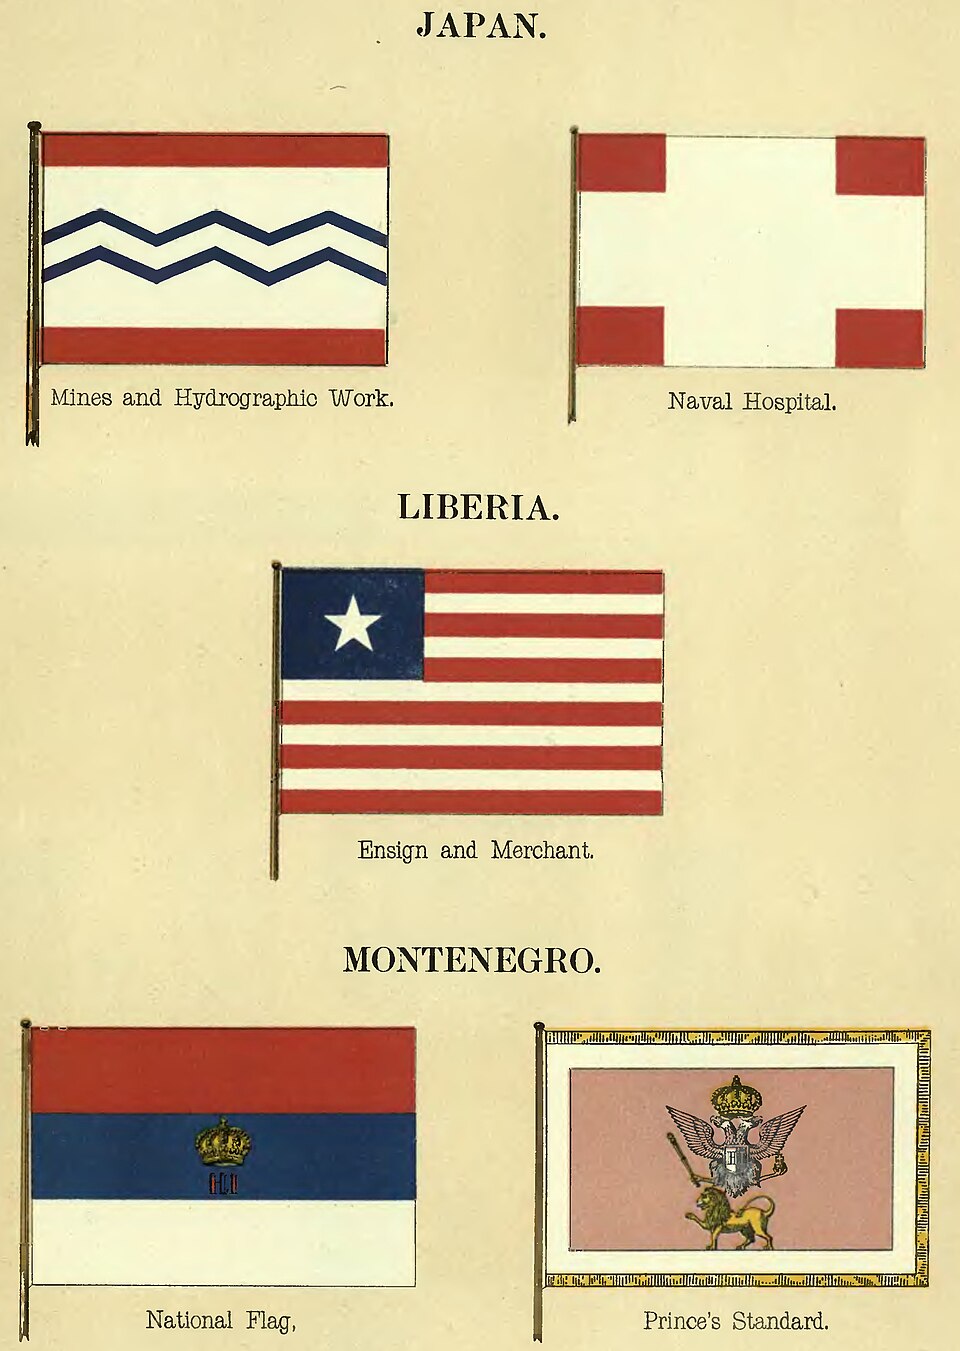 JAPAN.
Mines and Hydrographic Work.
Naval Hospital.
LIBERIA.
Ensign and Merchant.
MONTENEGRO.
National Flag,
Prince's Standard.